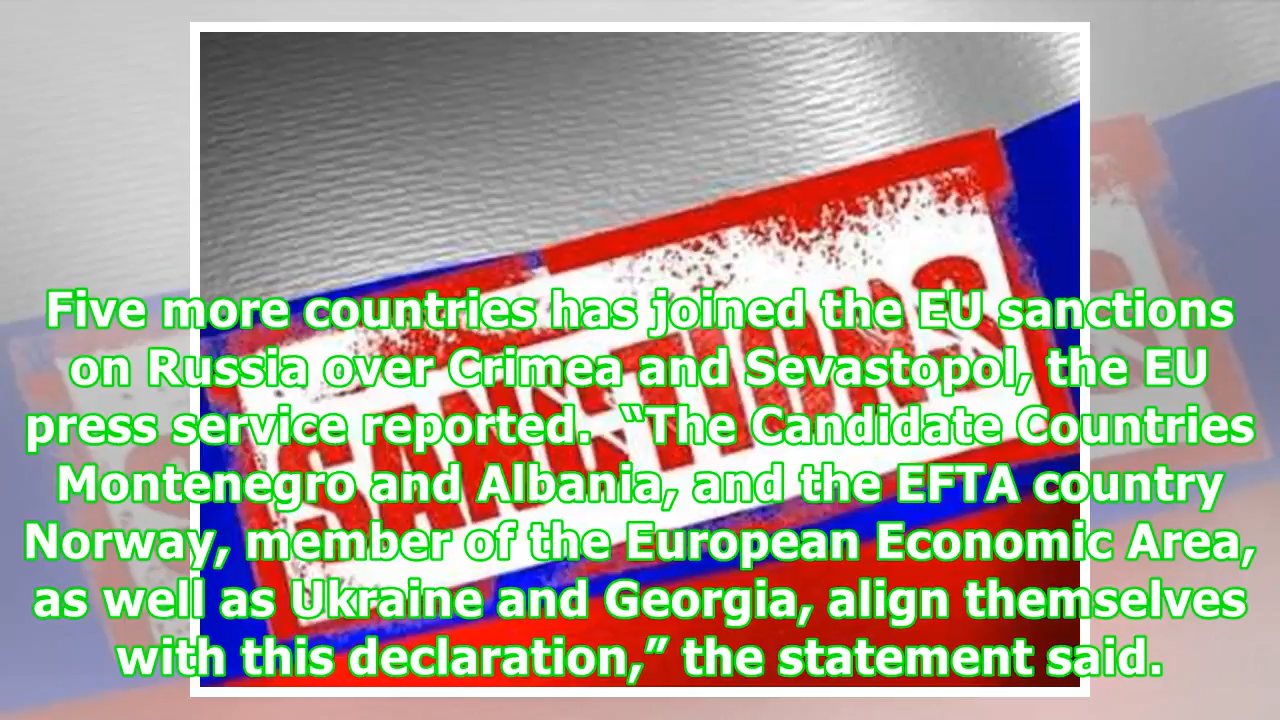 SANCTIONS
Five more countries has joined the EU sanctions
on Russia over Crimea and Sevastopol, the EU
press service reported.  “The Candidate Countries
Montenegro and Albania, and the EFTA country
Norway, member of the European Economic Area,
as well as Ukraine and Georgia, align themselves
with this declaration,” the statement said.